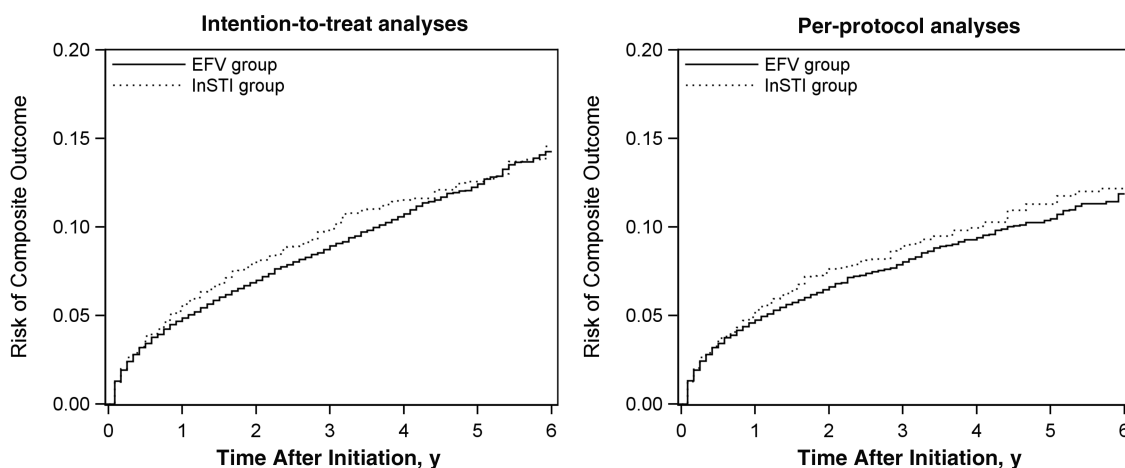 Intention-to-treat analyses
0.20
EFV group
InSTI group
0.15
0.10
0.05
0.00
Risk of Composite Outcome
0 1 2 3 4 5 6
Time After Initiation, y
Per-protocol analyses
0.20
EFV group
InSTI group
0.15
0.10
0.05
0.00
Risk of Composite Outcome
0 1 2 3 4 5 6
Time After Initiation, y